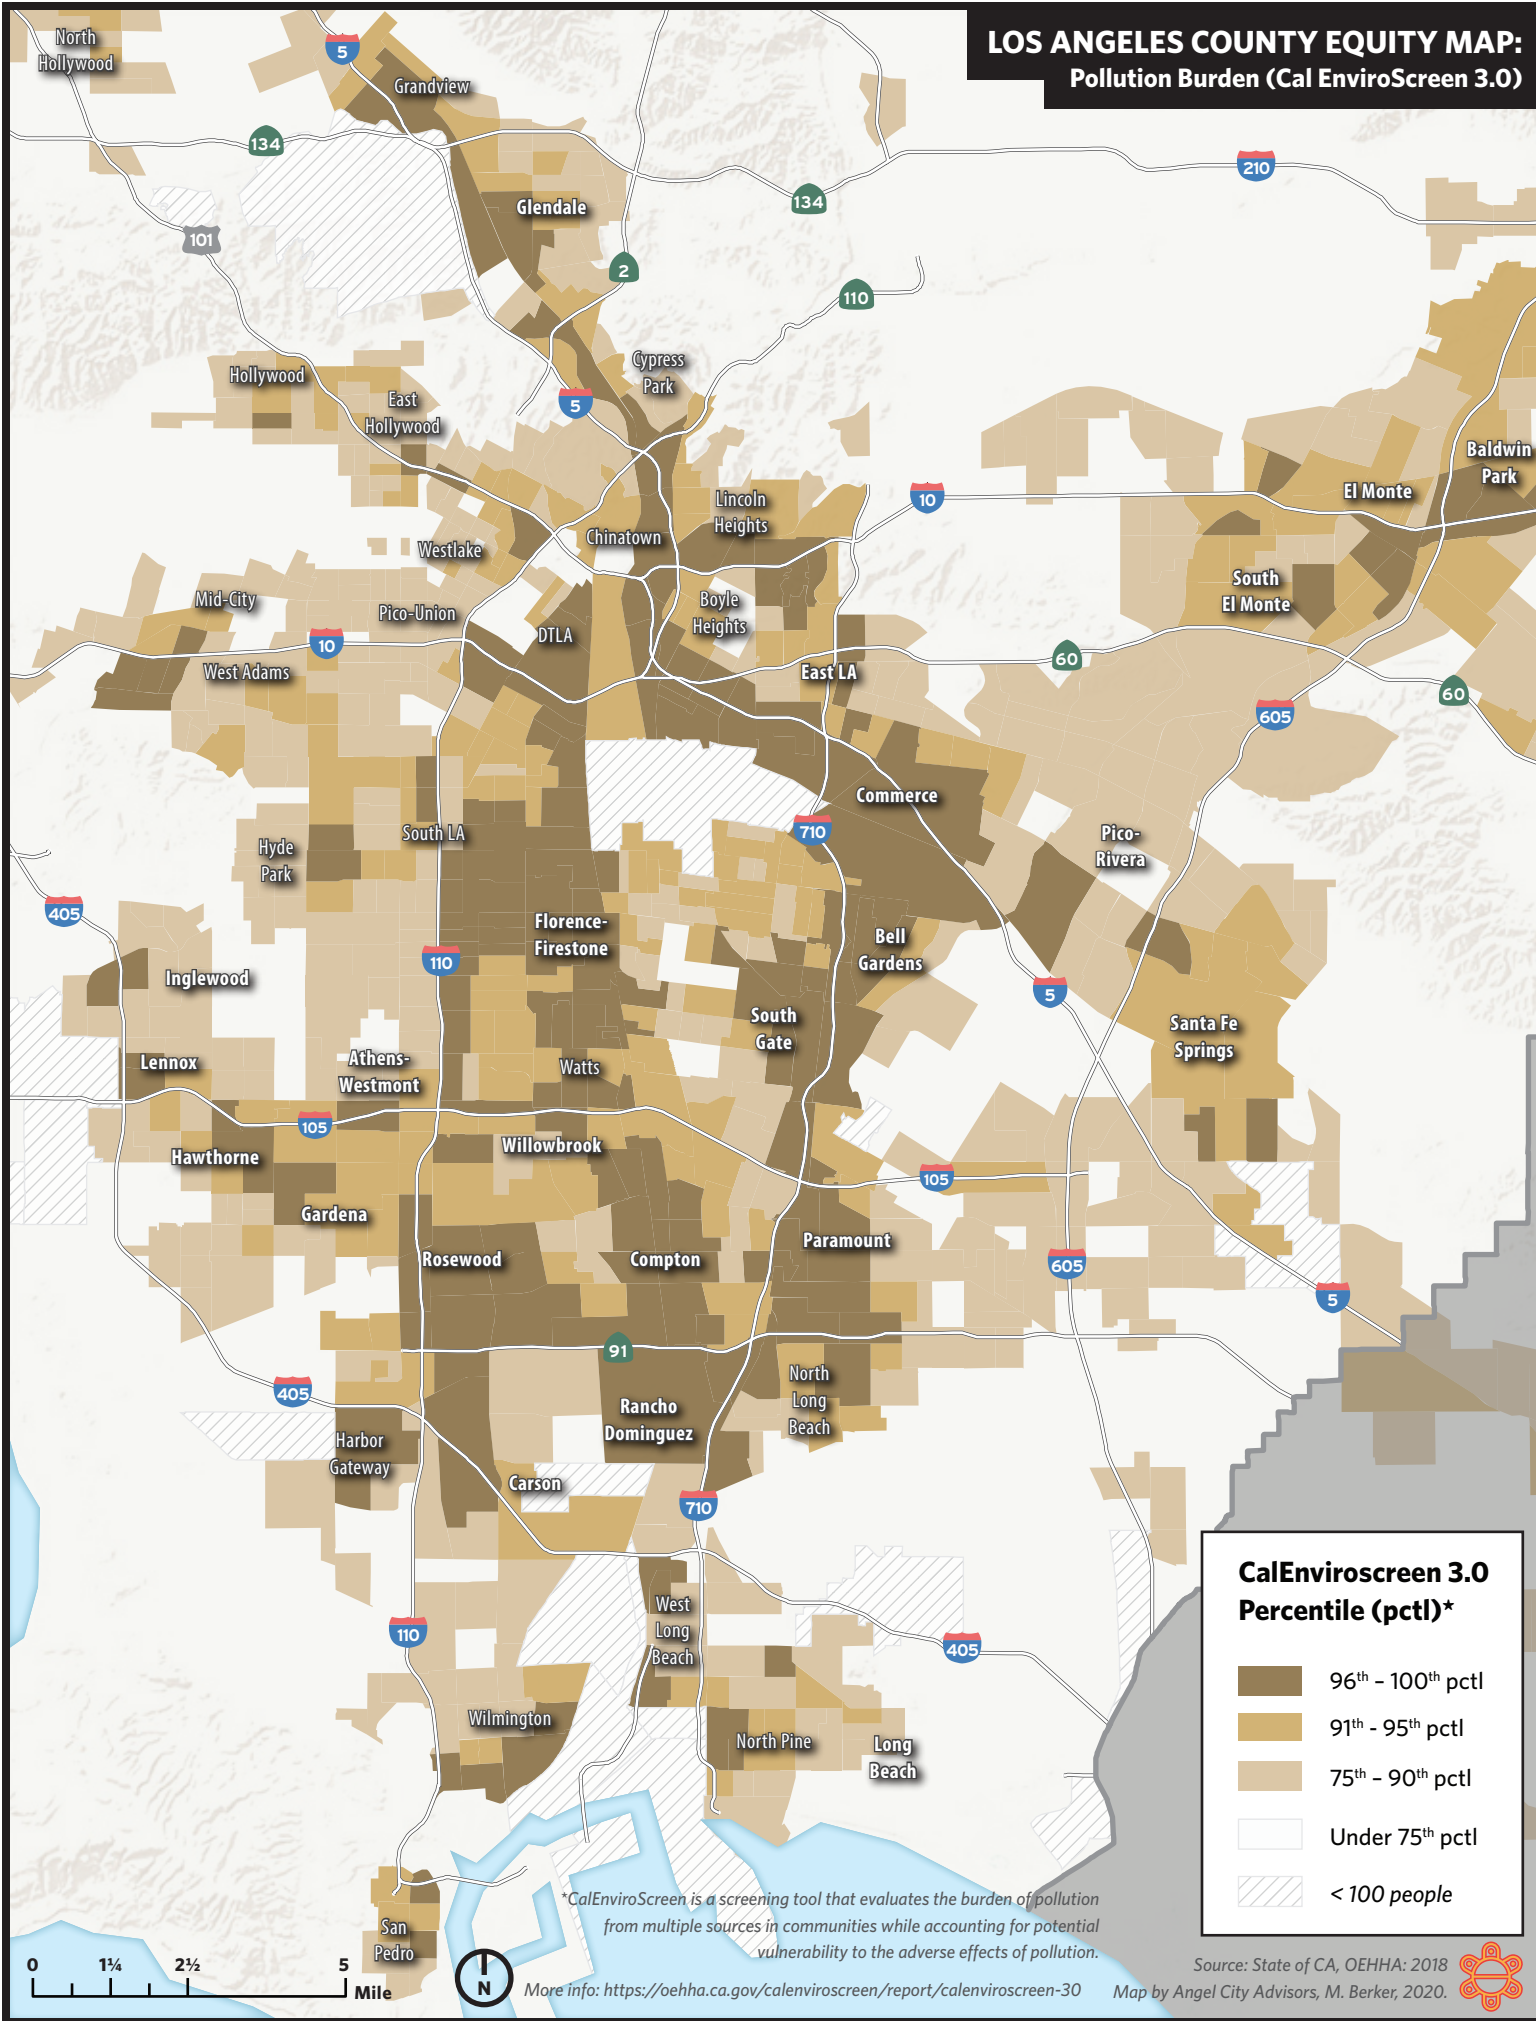 LOS ANGELES COUNTY EQUITY MAP:
Pollution Burden (Cal EnviroScreen 3.0)
North
Hollywood
5
Grandview
134
210
134
Glendale
101
2
110
Cypress
Park
Hollywood
East
Hollywood
5
Baldwin
Park
El Monte
10
Lincoln
Heights
Chinatown
Westlake
South
El Monte
Mid-City
Pico-Union
Boyle
Heights
DTLA
10
West Adams
East LA
60
60
605
Commerce
710
South LA
Pico-
Rivera
Hyde
Park
405
Florence-
Firestone
Bell
Gardens
110
Inglewood
5
South
Gate
Santa Fe
Springs
Lennox
Athens-
Westmont
Watts
105
Hawthorne
Willowbrook
105
Gardena
Rosewood
Compton
Paramount
605
5
91
North
Long
Beach
405
Rancho
Dominguez
Harbor
Gateway
Carson
710
West
Long
Beach
110
405
Wilmington
North Pine
Long
Beach
San
Pedro
CalEnviroscreen 3.0
Percentile (pctl)*
96th – 100th pctl
91th - 95th pctl
75th – 90th pctl
Under 75th pctl
< 100 people
*CalEnviroScreen is a screening tool that evaluates the burden of pollution
from multiple sources in communities while accounting for potential
vulnerability to the adverse effects of pollution.
More info: https://oehha.ca.gov/calenviroscreen/report/calenviroscreen-30
Source: State of CA, OEHHA: 2018
Map by Angel City Advisors, M. Berker, 2020.
0 1¼ 2½ 5
Mile
N